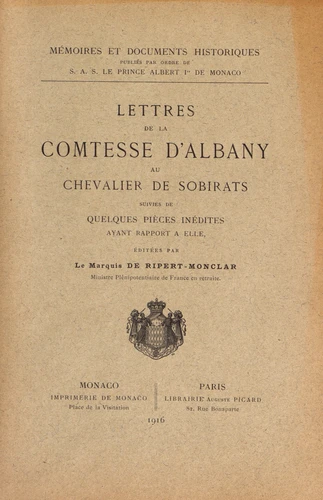 MÉMOIRES ET DOCUMENTS HISTORIQUES
PUBLIÉS PAR ORDRE DE
S. A. S. LE PRINCE ALBERT Ier DE MONACO
LETTRES
DE LA
COMTESSE D'ALBANY
AU
CHEVALIER DE SOBIRATS
SUIVIES DE
QUELQUES PIÈCES INÉDITES
AYANT RAPPORT A ELLE,
ÉDITÉES PAR
Le Marquis DE RIPERT-MONCLAR
Ministre Plénipotentiaire de France en retraite.
MONACO
IMPRIMERIE DE MONACO
Place de la Visitation
PARIS
LIBRAIRIE AUGUSTE PICARD
82, Rue Bonaparte
1916